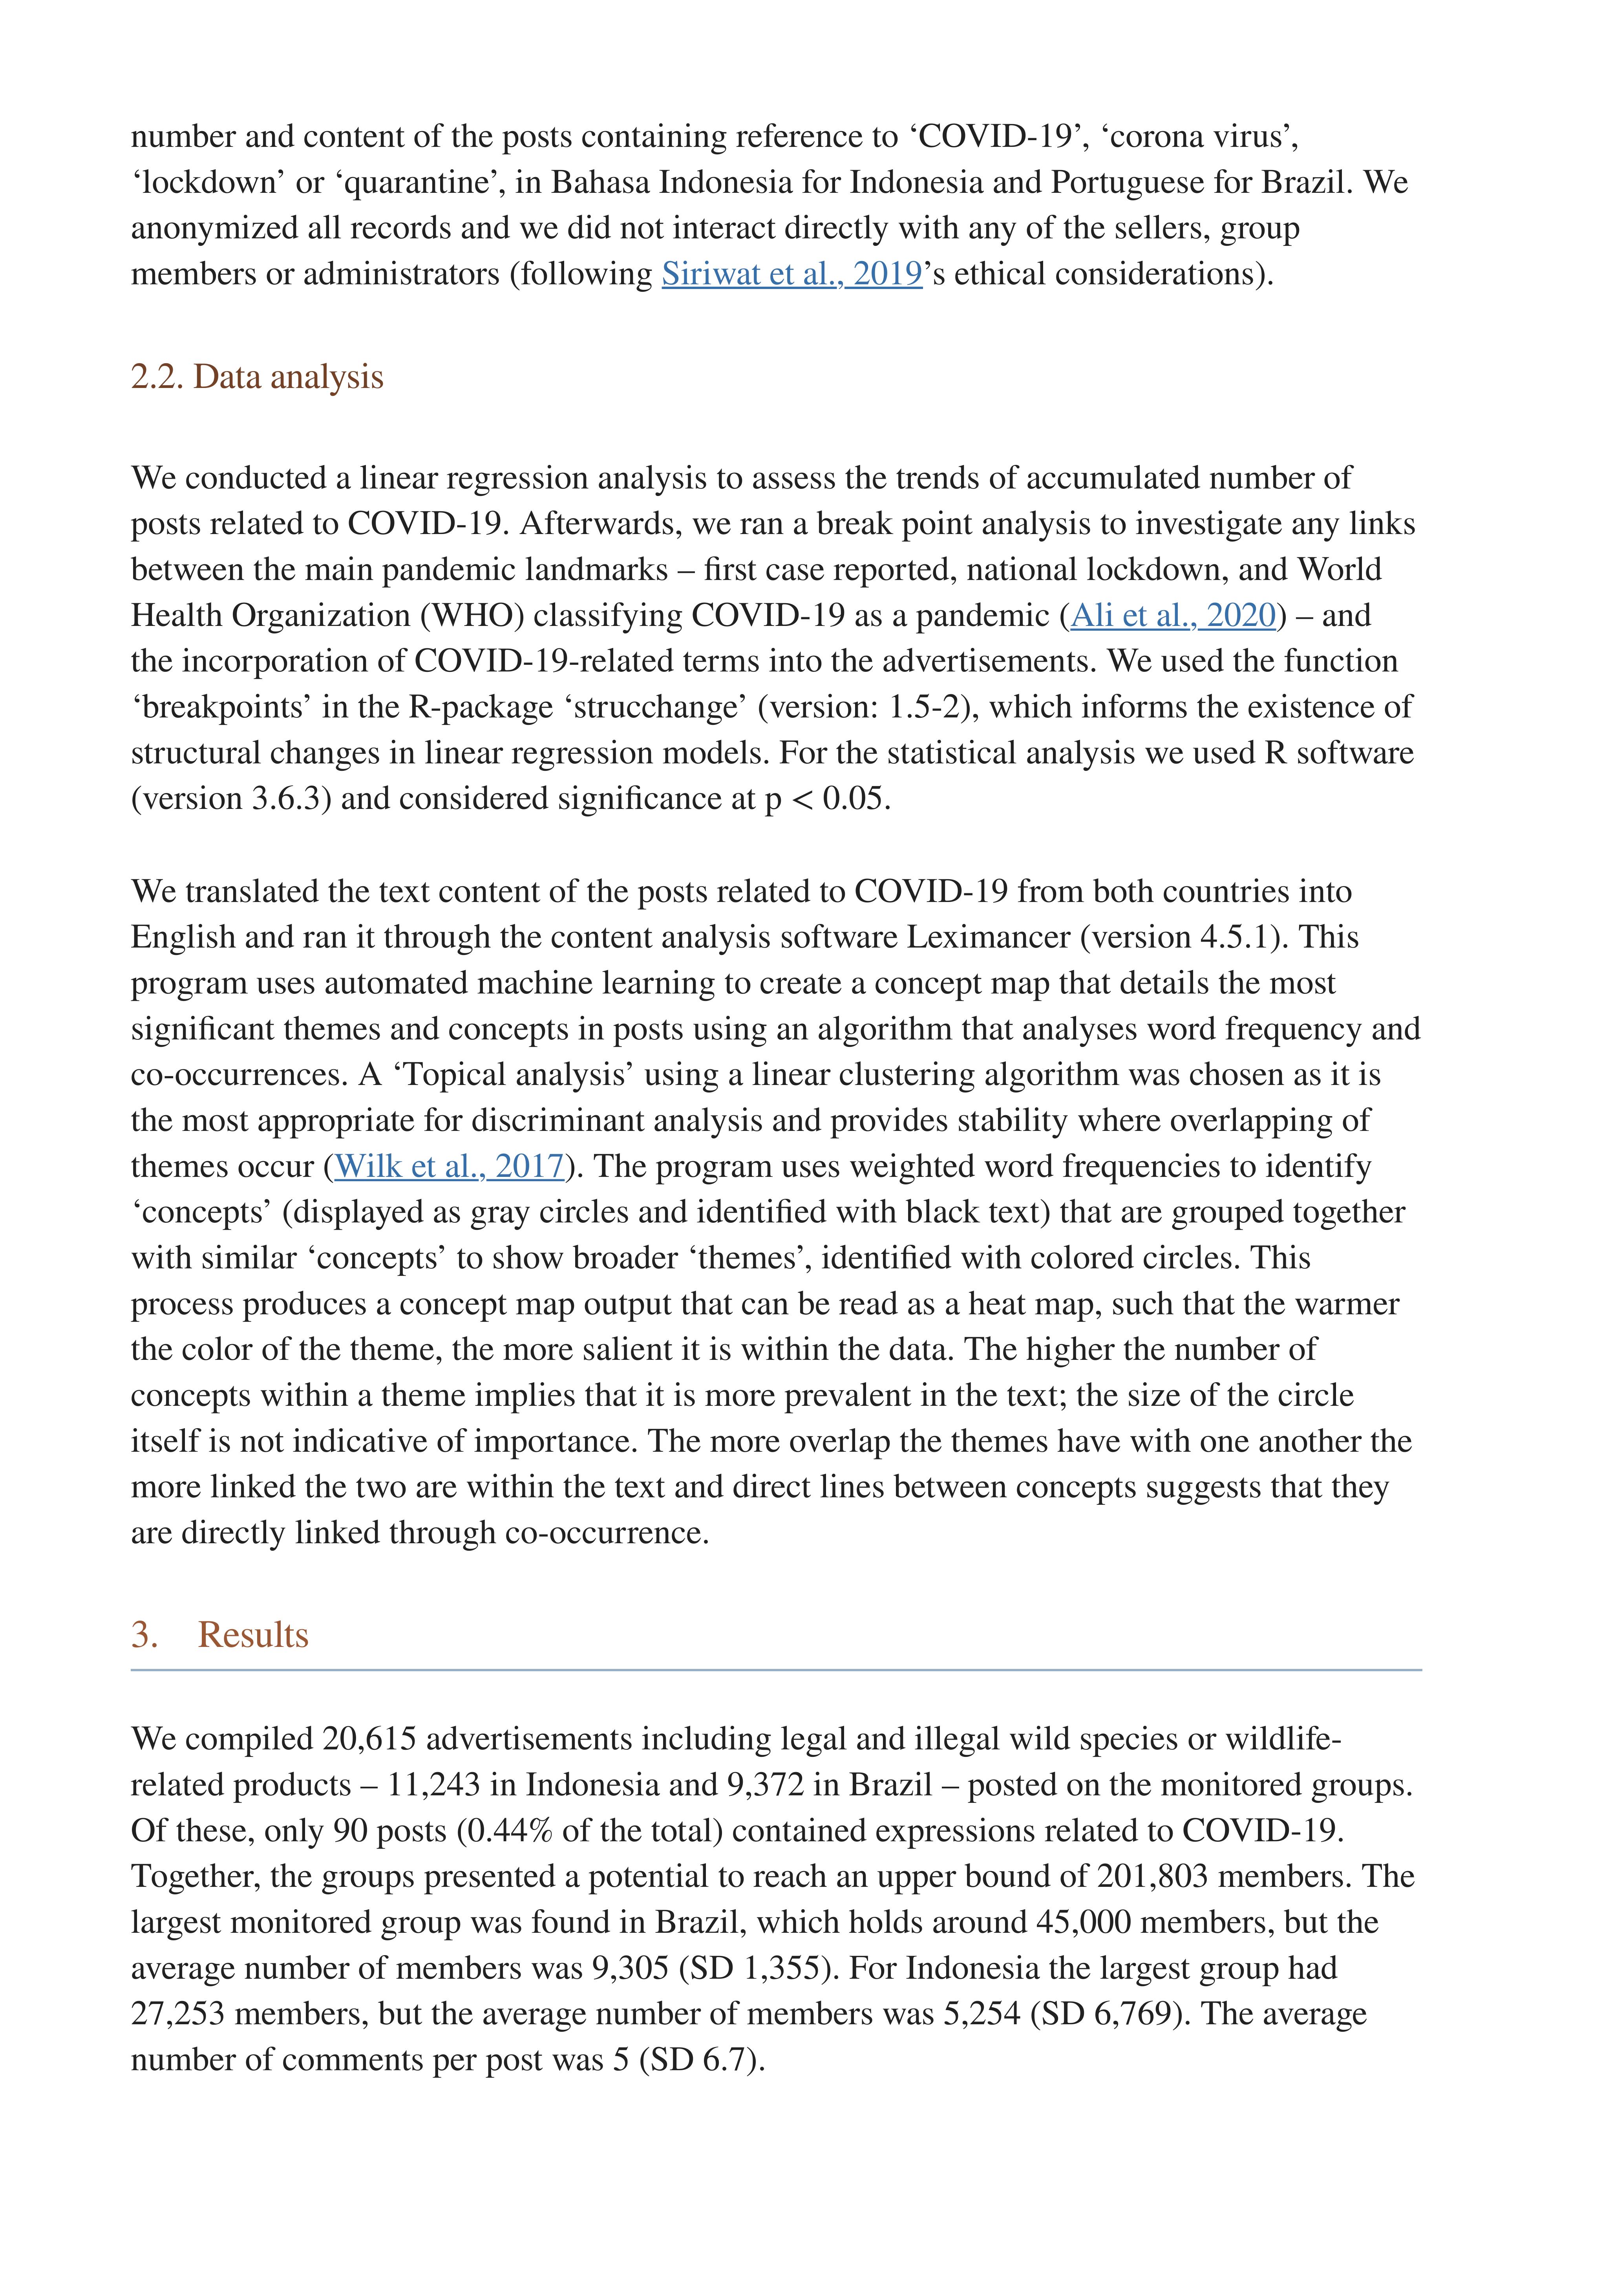 number and content of the posts containing reference to ‘COVID-19’, ‘corona virus’,
‘lockdown’ or ‘quarantine’, in Bahasa Indonesia for Indonesia and Portuguese for Brazil. We
anonymized all records and we did not interact directly with any of the sellers, group
members or administrators (following Siriwat et al., 2019’s ethical considerations).
2.2. Data analysis
We conducted a linear regression analysis to assess the trends of accumulated number of
posts related to COVID-19. Afterwards, we ran a break point analysis to investigate any links
between the main pandemic landmarks – first case reported, national lockdown, and World
Health Organization (WHO) classifying COVID-19 as a pandemic (Ali et al., 2020) – and
the incorporation of COVID-19-related terms into the advertisements. We used the function
‘breakpoints’ in the R-package ‘strucchange’ (version: 1.5-2), which informs the existence of
structural changes in linear regression models. For the statistical analysis we used R software
(version 3.6.3) and considered significance at p < 0.05.
We translated the text content of the posts related to COVID-19 from both countries into
English and ran it through the content analysis software Leximancer (version 4.5.1). This
program uses automated machine learning to create a concept map that details the most
significant themes and concepts in posts using an algorithm that analyses word frequency and
co-occurrences. A ‘Topical analysis’ using a linear clustering algorithm was chosen as it is
the most appropriate for discriminant analysis and provides stability where overlapping of
themes occur (Wilk et al., 2017). The program uses weighted word frequencies to identify
‘concepts’ (displayed as gray circles and identified with black text) that are grouped together
with similar ‘concepts’ to show broader ‘themes’, identified with colored circles. This
process produces a concept map output that can be read as a heat map, such that the warmer
the color of the theme, the more salient it is within the data. The higher the number of
concepts within a theme implies that it is more prevalent in the text; the size of the circle
itself is not indicative of importance. The more overlap the themes have with one another the
more linked the two are within the text and direct lines between concepts suggests that they
are directly linked through co-occurrence.
3. Results
We compiled 20,615 advertisements including legal and illegal wild species or wildlife-
related products – 11,243 in Indonesia and 9,372 in Brazil – posted on the monitored groups.
Of these, only 90 posts (0.44% of the total) contained expressions related to COVID-19.
Together, the groups presented a potential to reach an upper bound of 201,803 members. The
largest monitored group was found in Brazil, which holds around 45,000 members, but the
average number of members was 9,305 (SD 1,355). For Indonesia the largest group had
27,253 members, but the average number of members was 5,254 (SD 6,769). The average
number of comments per post was 5 (SD 6.7).